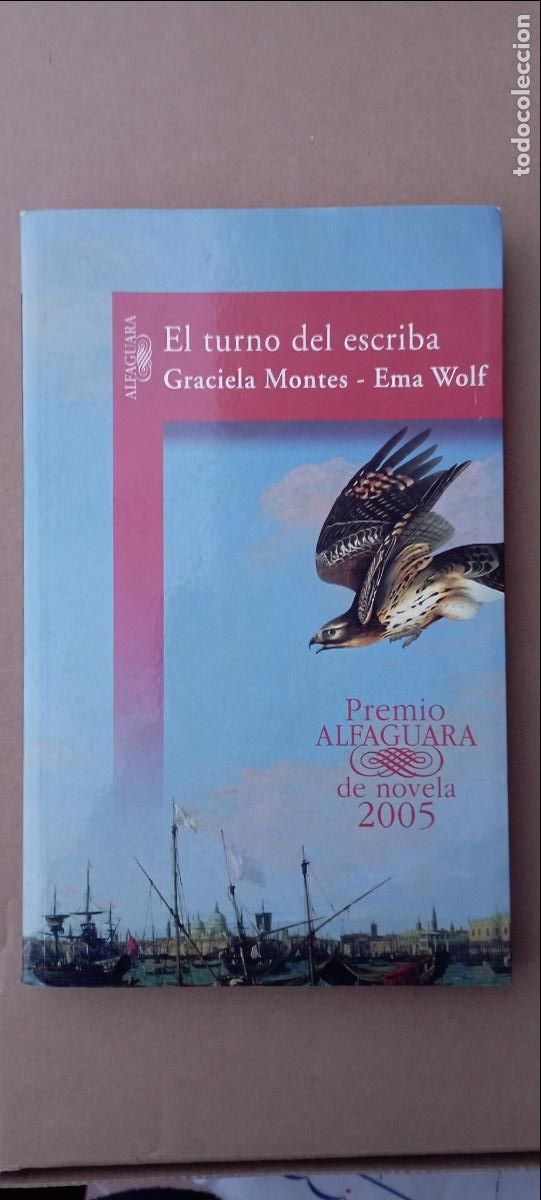 todocoleccion
ALFAGUARA
El turno del escriba
Graciela Montes - Ema Wolf
Premio
ALFAGUARA
de novela
2005